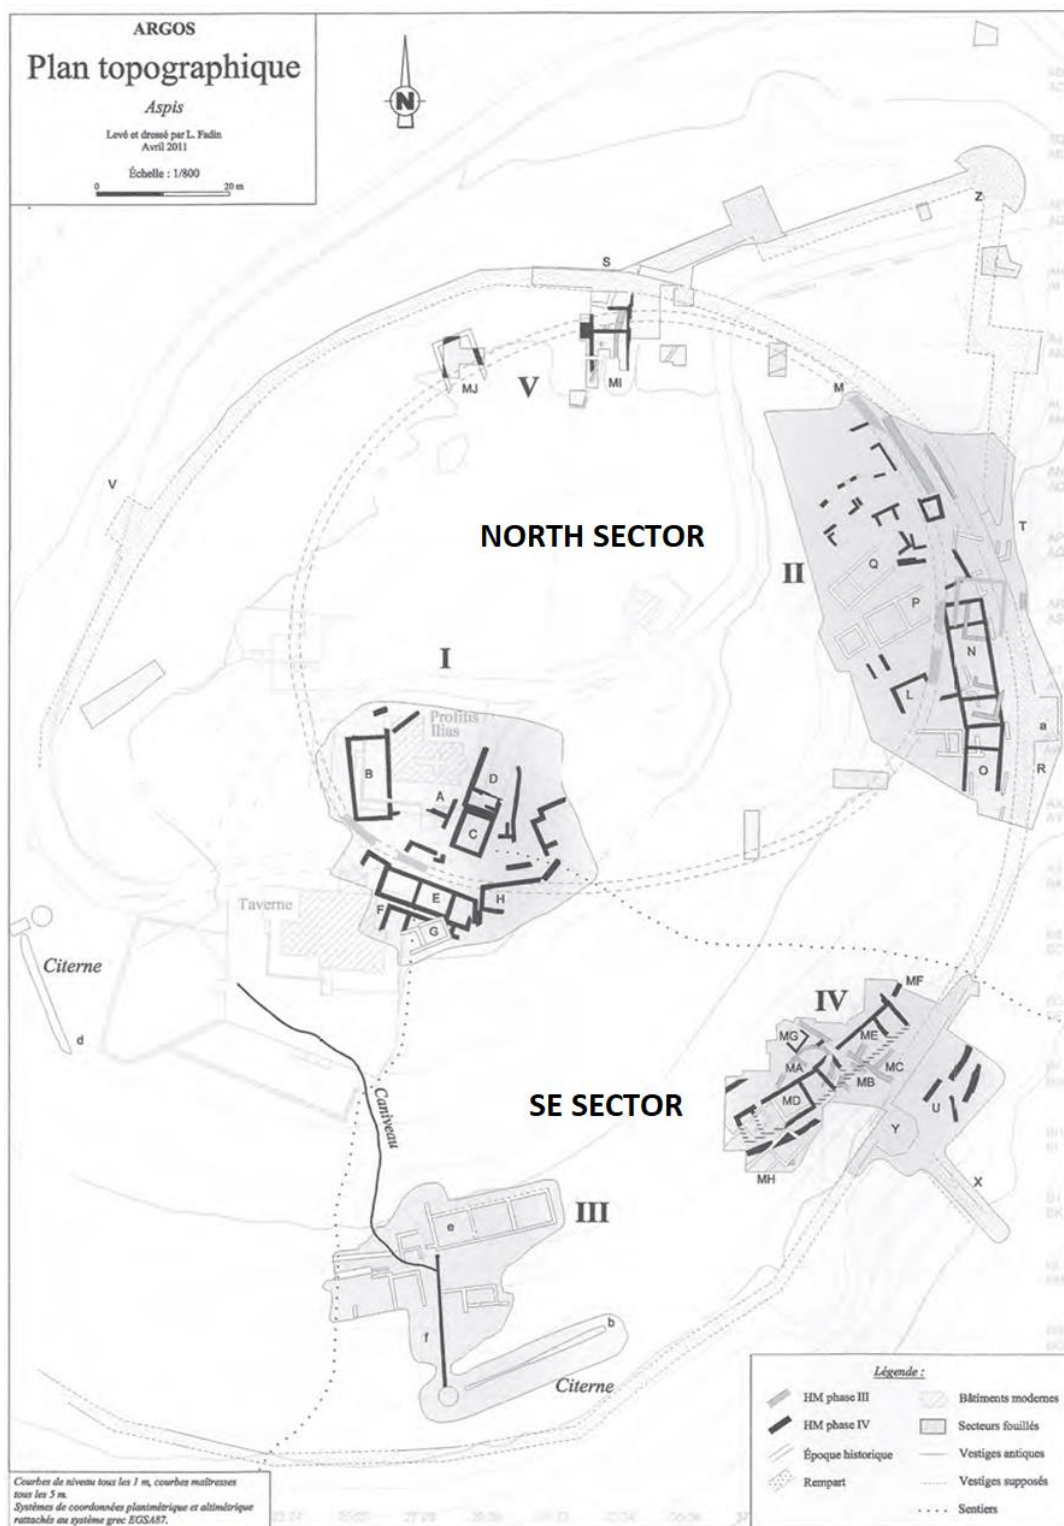 ARGOS
Plan topographique
Aspis
Levé et dressé par L. Fadin
Avril 2011
Échelle : 1/800
0 20 m
N
Z
S
M
MJ
V
MI
V
T
NORTH SECTOR
II
Q
P
N
L
I
a
R
O
Profitis
Ilias
B
D
A
C
E
H
F
G
Taverne
Citerne
d
IV
MF
MG
ME
MA
MC
MB
MD
U
Y
MH
X
SE SECTOR
Caniveau
III
e
f
b
Citerne
Légende :
HM phase III
HM phase IV
Époque historique
Rempart
Bâtiments modernes
Secteurs fouillés
Vestiges antiques
Vestiges supposés
Sentiers
Courbes de niveau tous les 1 m, courbes maîtresses
tous les 5 m.
Systèmes de coordonnées planimétrique et altimétrique
rattachés au système grec EGSA87.